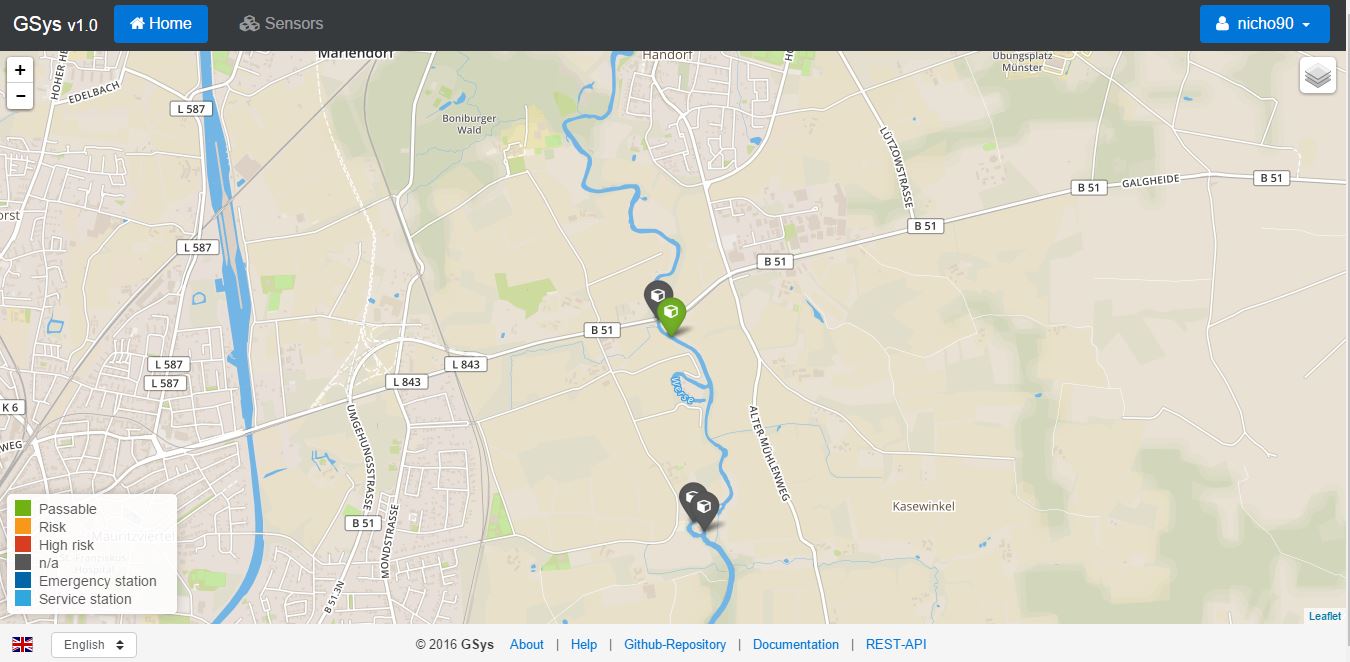 GSys v1.0 Home Sensors nicho90
Mariendorf
Handorf
Übungsplatz
Münster
HOHER HE
EDELBACH
L 587
Boniburger
Wald
LÜTZOWSTRASSE
B 51
GALGHEIDE
B 51
orst
B 51
L 587
B 51
B 51
L 587
L 843
L 587
L 843
Werse
K 6
UMGEHUNGSSTRASSE
ALTER MÜHLENWEG
WEG
Kasewinkel
B 51
MONDSTRASSE
B 51.3N
Passable
Risk
High risk
Mauritzviertel
n/a
Hospital
Emergency station
Service station
Leaflet
English © 2016 GSys About | Help | Github-Repository | Documentation | REST-API